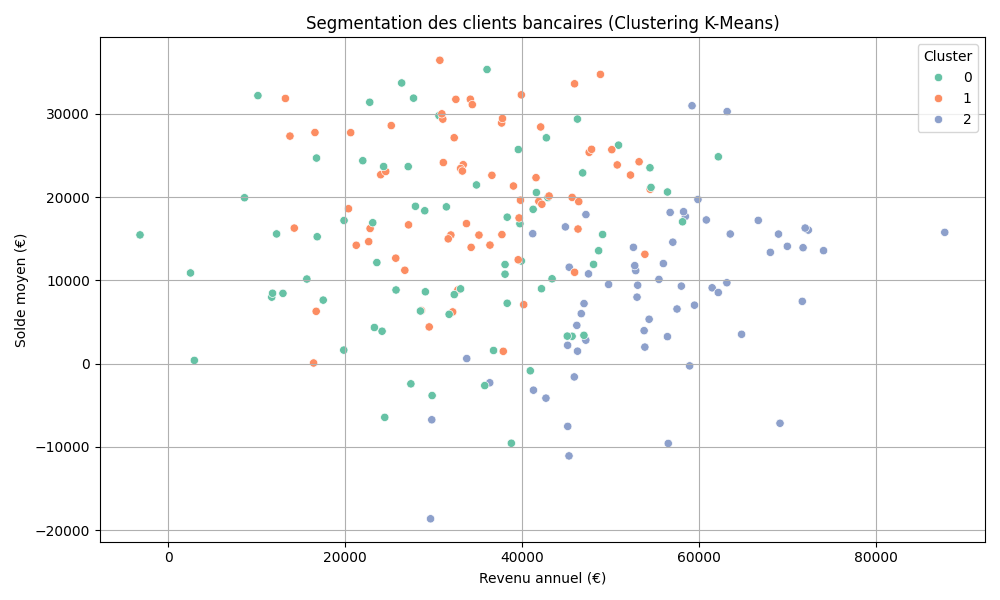 Segmentation des clients bancaires (Clustering K-Means)
Cluster
0
1
2
Solde moyen (€)
30000
20000
10000
0
-10000
-20000
0 20000 40000 60000 80000
Revenu annuel (€)